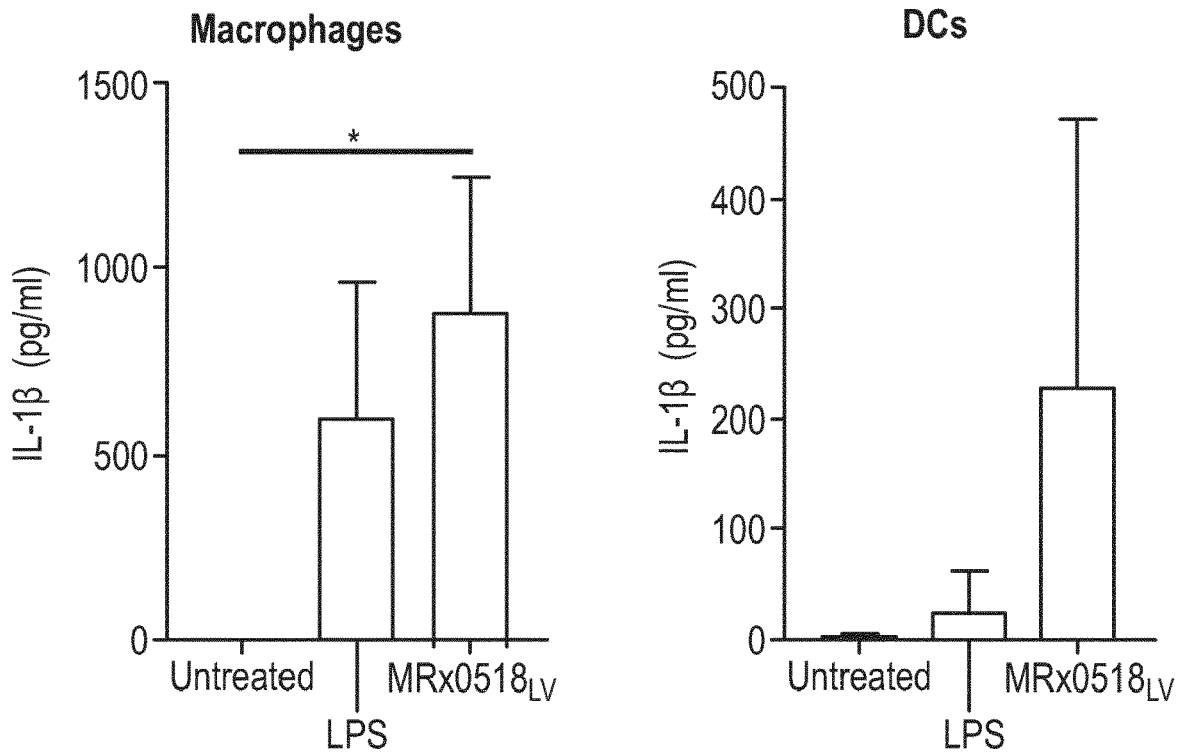 Macrophages
1500
1000
500
0
IL-1β (pg/ml)
*
Untreated
LPS
MRx0518LV
DCs
500
400
300
200
100
0
IL-1β (pg/ml)
Untreated
LPS
MRx0518LV